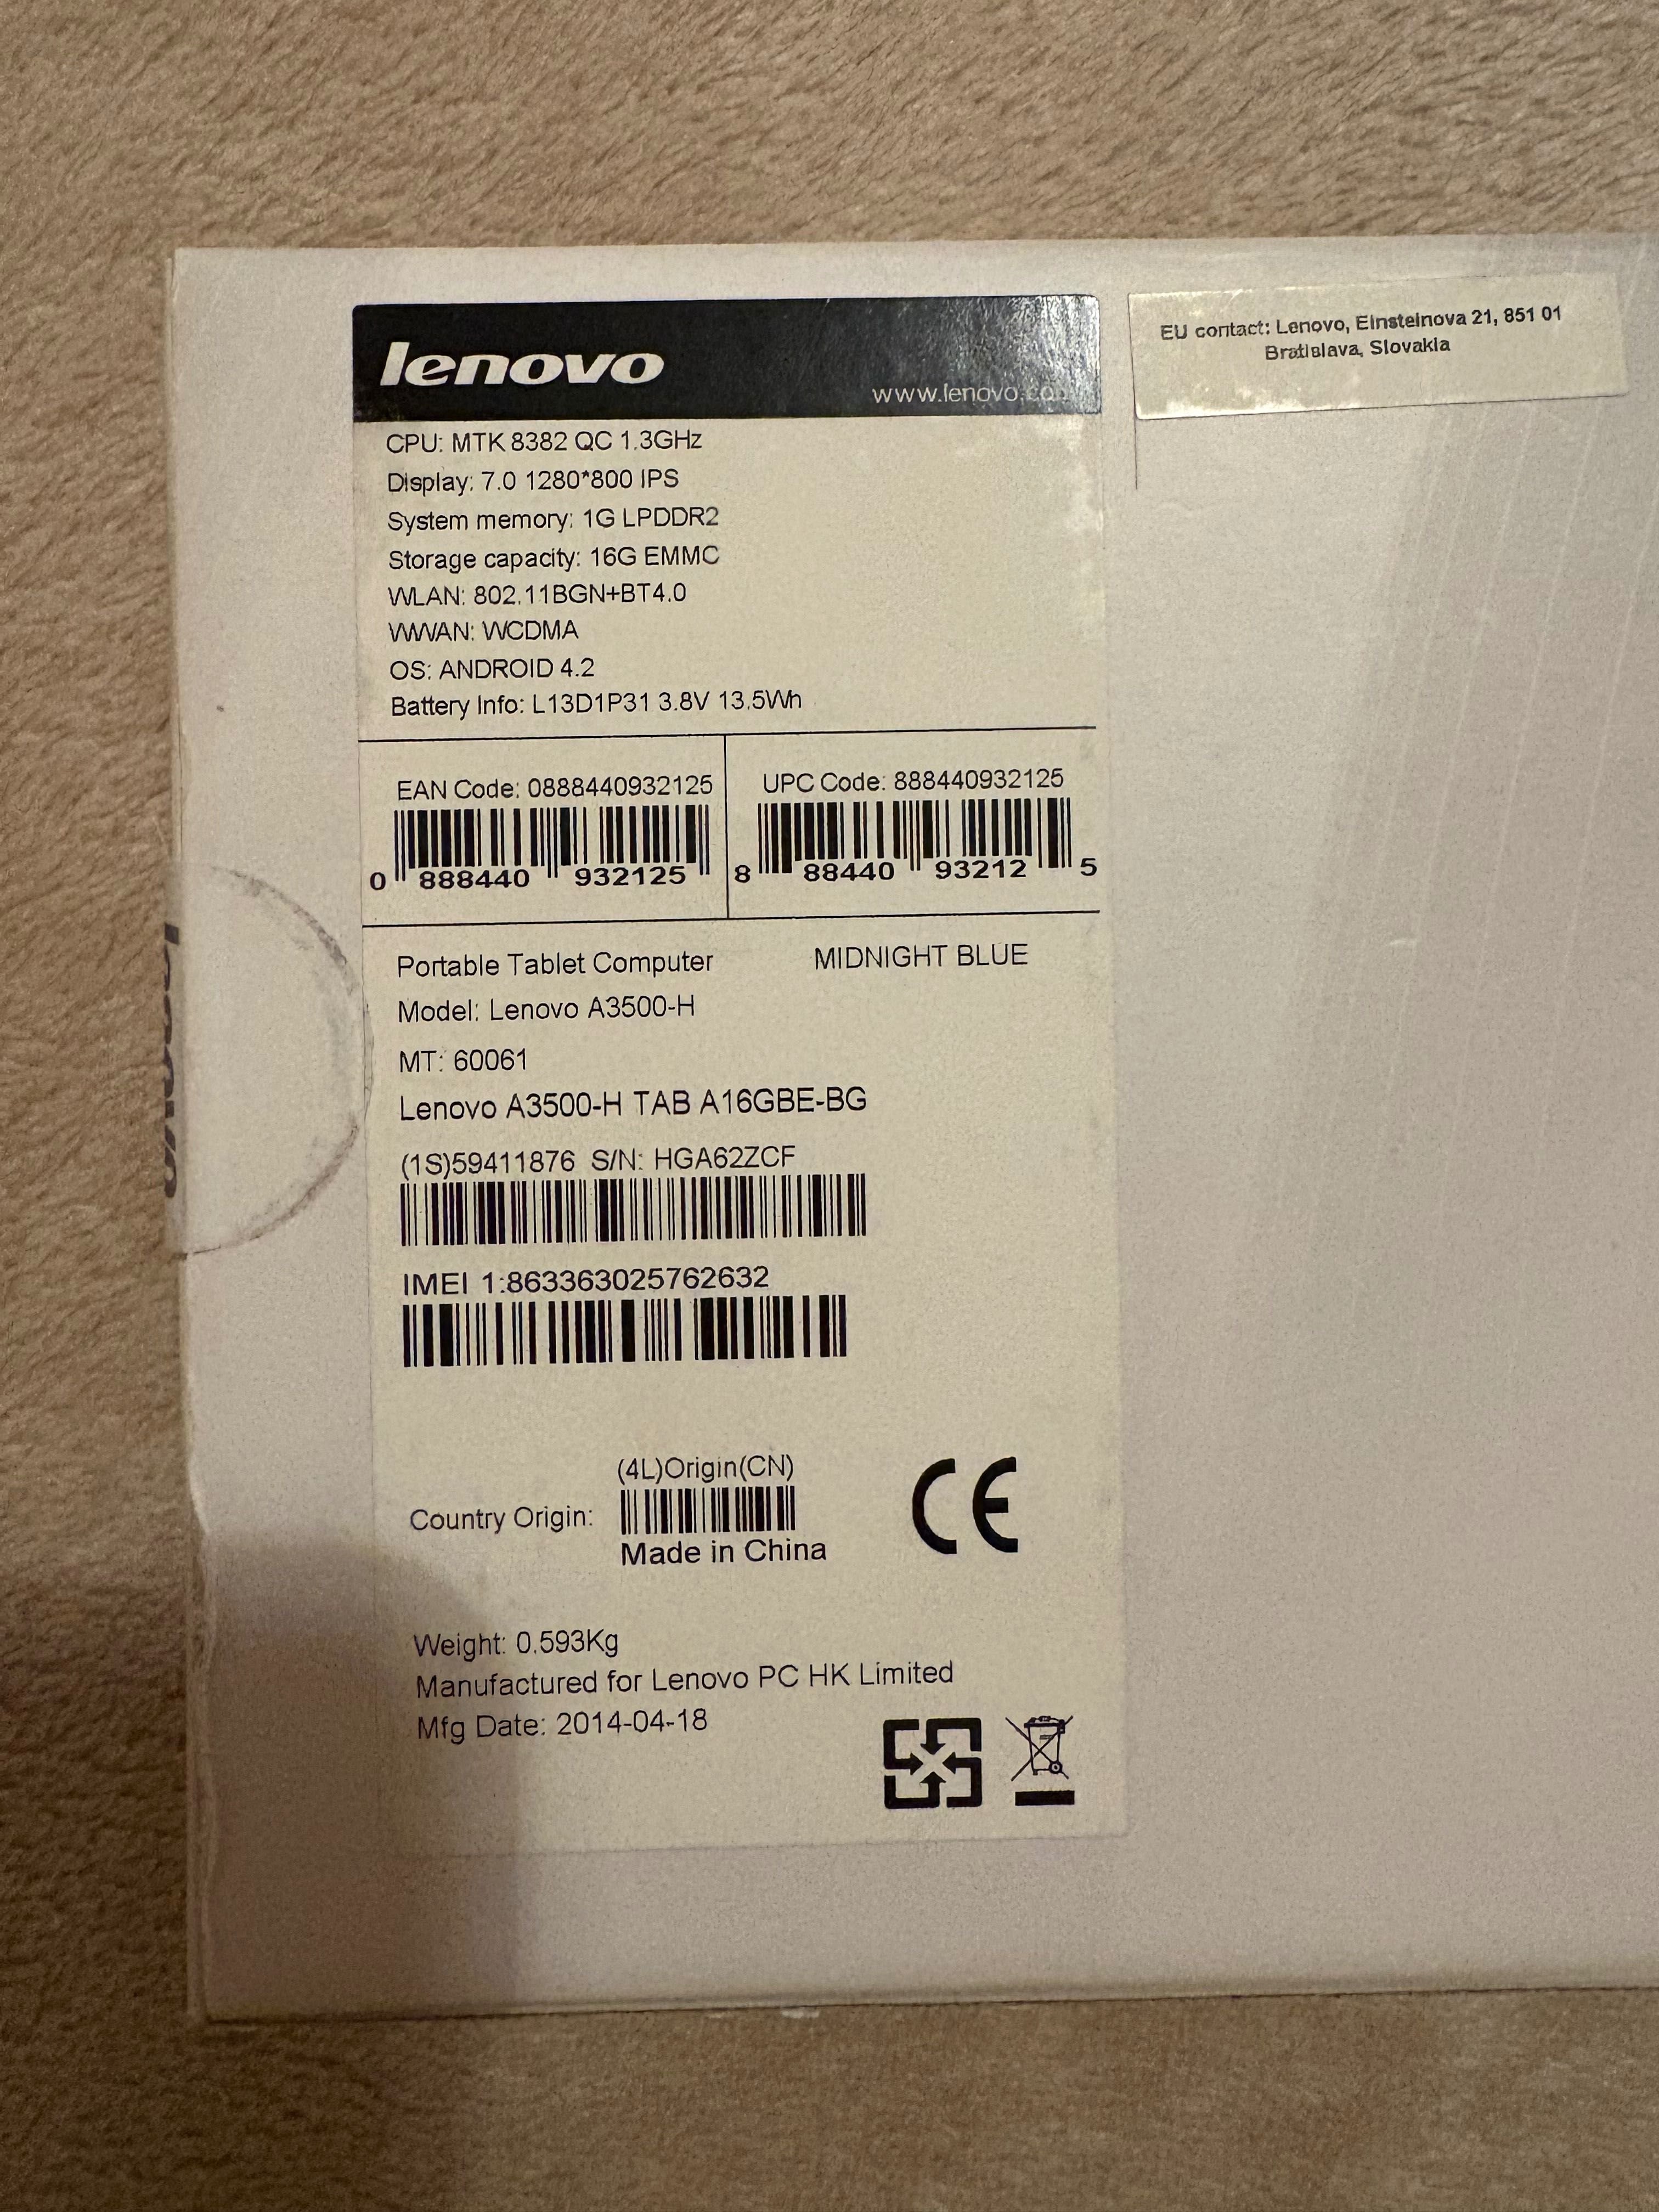 lenovo
www.lenovo.com
EU contact: Lenovo, Einsteinova 21, 851 01
Bratislava, Slovakia
CPU: MTK 8382 QC 1.3GHz
Display: 7.0 1280*800 IPS
System memory: 1G LPDDR2
Storage capacity: 16G EMMC
WLAN: 802.11BGN+BT4.0
WWAN: WCDMA
OS: ANDROID 4.2
Battery Info: L13D1P31 3.8V 13.5Wh
EAN Code: 0888440932125
0 888440 932125
UPC Code: 888440932125
8 88440 93212 5
Portable Tablet Computer MIDNIGHT BLUE
Model: Lenovo A3500-H
MT: 60061
Lenovo A3500-H TAB A16GBE-BG
(1S)59411876 S/N: HGA62ZCF
IMEI 1:863363025762632
(4L)Origin(CN)
Country Origin:
Made in China
CE
Weight: 0.593Kg
Manufactured for Lenovo PC HK Limited
Mfg Date: 2014-04-18
lenovo